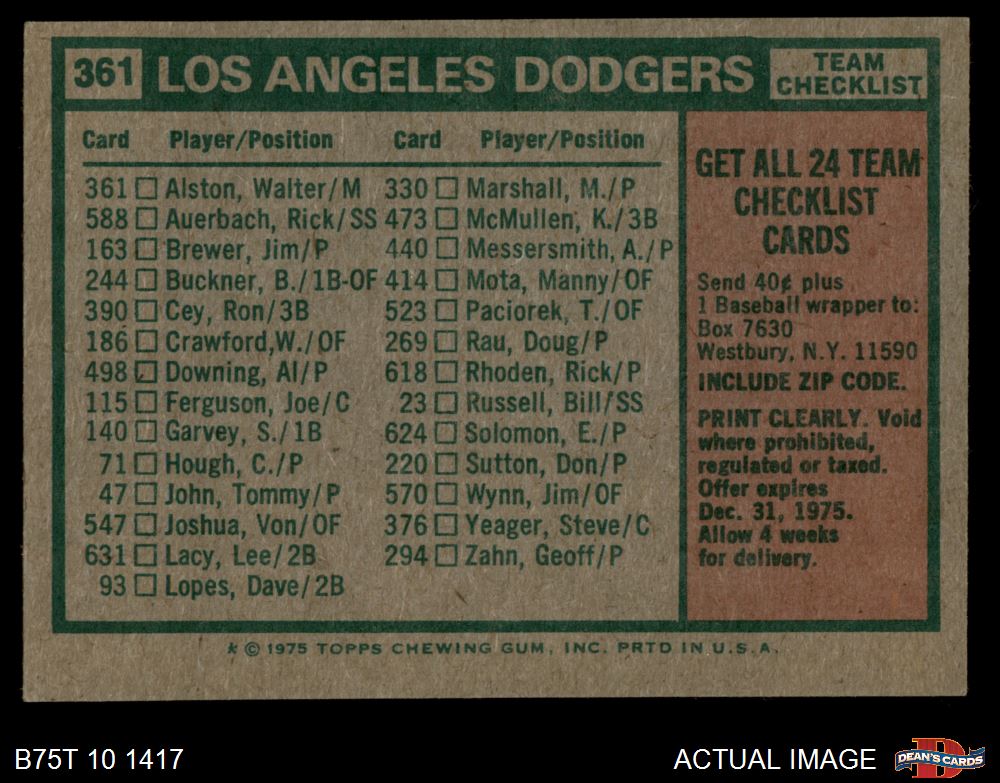 361 LOS ANGELES DODGERS TEAM CHECKLIST
Card Player/Position Card Player/Position
361 Alston, Walter/M 330 Marshall, M./P
588 Auerbach, Rick/SS 473 McMullen, K./3B
163 Brewer, Jim/P 440 Messersmith, A./P
244 Buckner, B./1B-OF 414 Mota, Manny/OF
390 Cey, Ron/3B 523 Paciorek, T./OF
186 Crawford,W./OF 269 Rau, Doug/P
498 Downing, Al/P 618 Rhoden, Rick/P
115 Ferguson, Joe/C 23 Russell, Bill/SS
140 Garvey, S./1B 624 Solomon, E./P
71 Hough, C./P 220 Sutton, Don/P
47 John, Tommy/P 570 Wynn, Jim/OF
547 Joshua, Von/OF 376 Yeager, Steve/C
631 Lacy, Lee/2B 294 Zahn, Geoff/P
93 Lopes, Dave/2B
GET ALL 24 TEAM
CHECKLIST
CARDS
Send 40¢ plus
1 Baseball wrapper to:
Box 7630
Westbury, N.Y. 11590
INCLUDE ZIP CODE.
PRINT CLEARLY. Void
where prohibited,
regulated or taxed.
Offer expires
Dec. 31, 1975.
Allow 4 weeks
for delivery.
* © 1975 TOPPS CHEWING GUM, INC. PRTD IN U.S.A.
B75T 10 1417 ACTUAL IMAGE DEAN'S CARDS